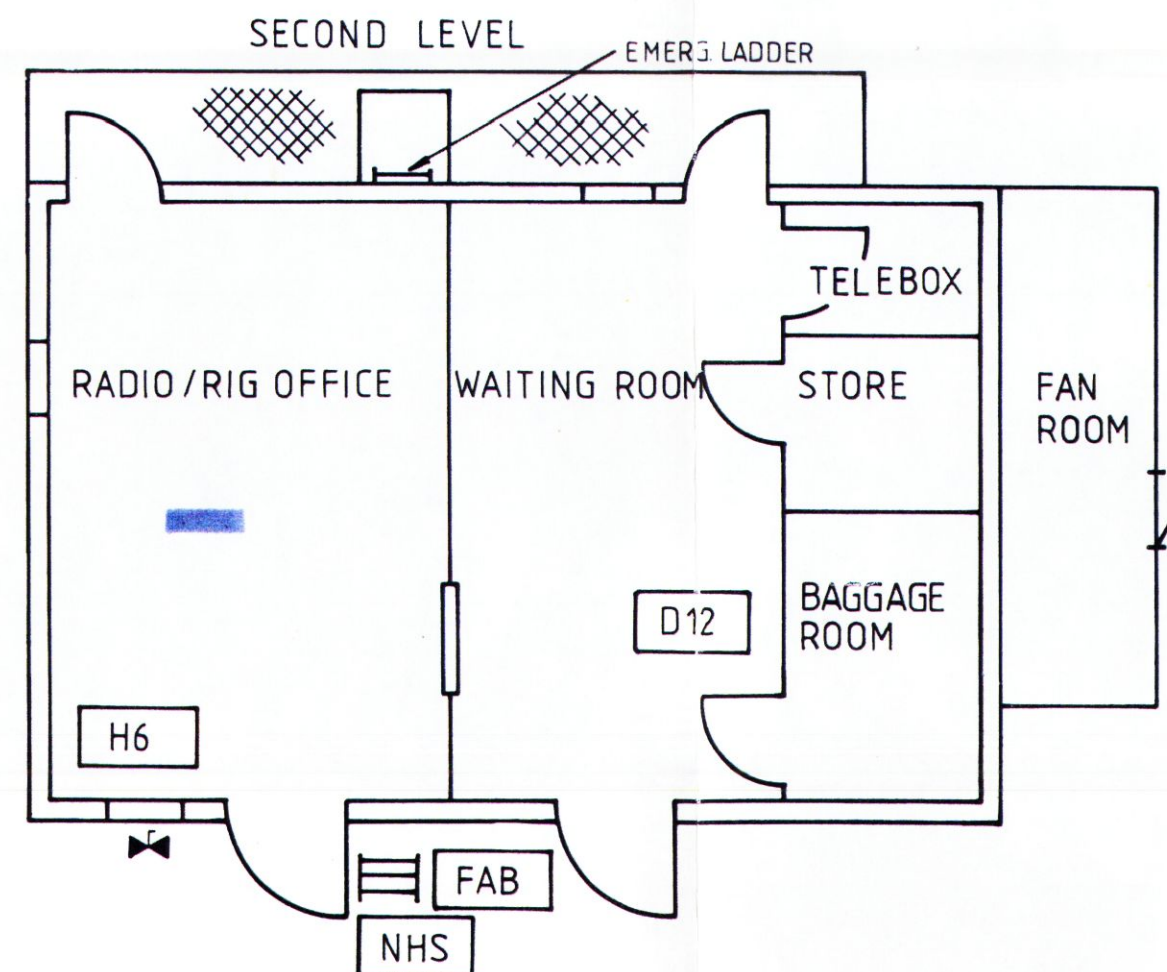 SECOND LEVEL
EMERG. LADDER
TELEBOX
RADIO/RIG OFFICE
WAITING ROOM
STORE
FAN
ROOM
D12
BAGGAGE
ROOM
H6
FAB
NHS